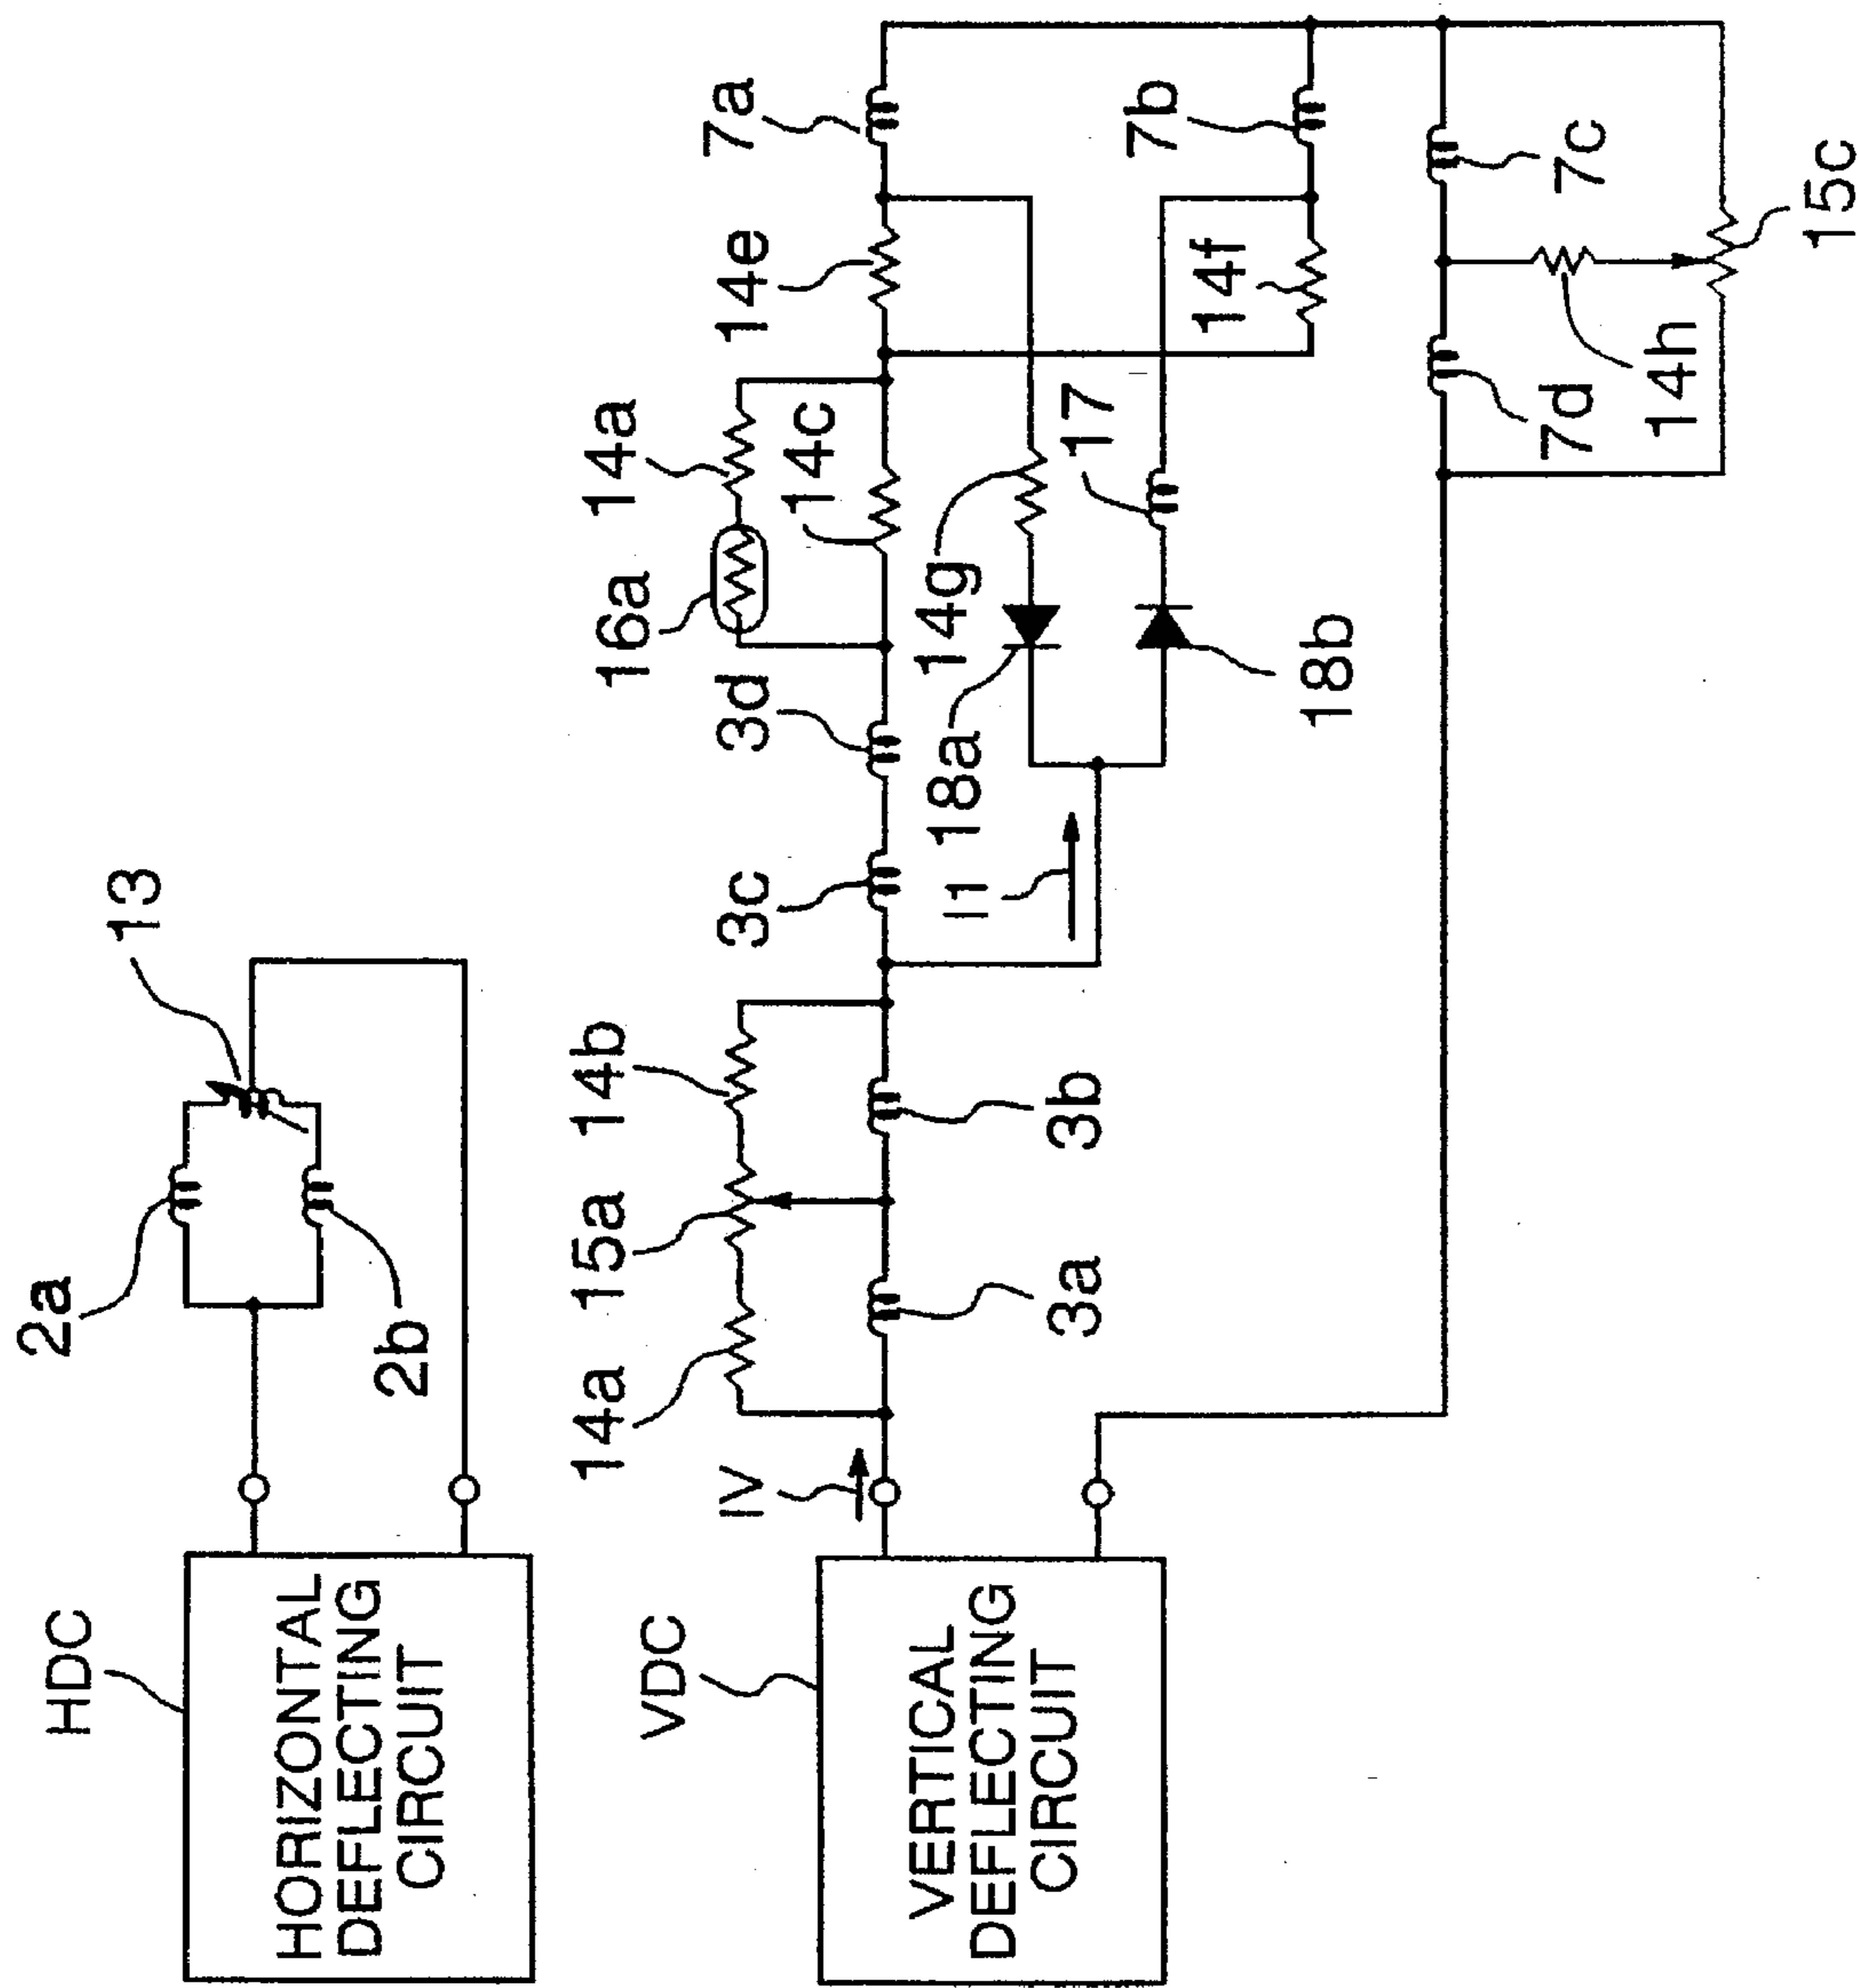 HDC
HORIZONTAL
DEFLECTING
CIRCUIT
2a
2b
13
VDC
VERTICAL
DEFLECTING
CIRCUIT
IV
14a
15a
14b
3a
3b
3c
3d
16a
14a
14c
14e
7a
I1
18a
14g
17
18b
14f
7b
7d
14h
7c
15c